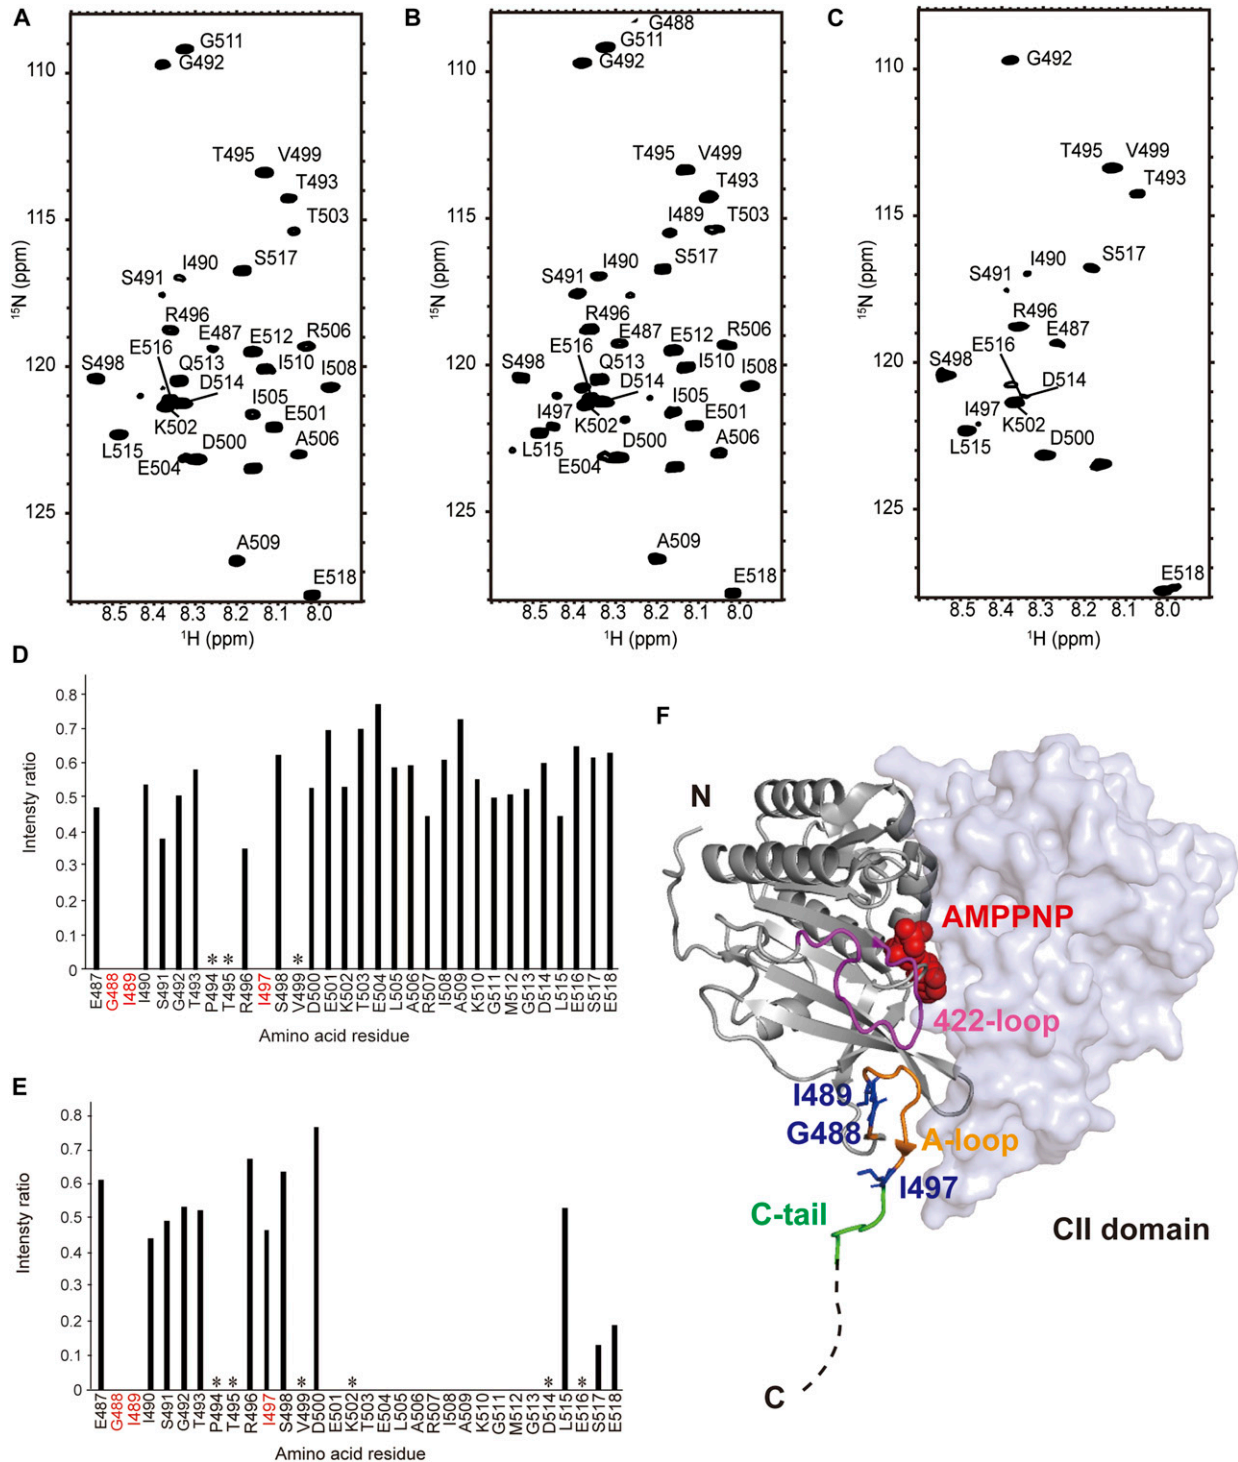 A
G511
G492
110
T495 V499
T493
115
T503
¹⁵N (ppm)
S517
I490
S491
R496
E487 E512 R506
E516
120
S498
Q513 I510 I508
D514
I505
K502 E501
L515 D500
E504 A506
125
A509
E518
8.5 8.4 8.3 8.2 8.1 8.0
¹H (ppm)
B
G488
G511
G492
110
T495 V499
T493
I489 T503
115
¹⁵N (ppm)
S517
I490
S491
R496
E487 E512 R506
E516
120
S498
Q513 I510 I508
D514
I505
I497 E501
K502
L515 D500
E504 A506
125
A509
E518
8.5 8.4 8.3 8.2 8.1 8.0
¹H (ppm)
C
G492
110
T495 V499
T493
115
¹⁵N (ppm)
S517
I490
S491
R496
E487
E516
120
S498
D514
I497
K502
L515 D500
125
E518
8.5 8.4 8.3 8.2 8.1 8.0
¹H (ppm)
D
0.8
0.7
0.6
0.5
0.4
0.3
0.2
0.1
0
Intensty ratio
* * *
E487 G488 I489 I490 S491 G492 T493 P494 T495 R496 I497 S498 V499 D500 E501 K502 T503 E504 L505 A506 R507 I508 A509 K510 G511 M512 G513 D514 L515 E516 S517 E518
Amino acid residue
E
0.8
0.7
0.6
0.5
0.4
0.3
0.2
0.1
0
Intensty ratio
* * * * * *
E487 G488 I489 I490 S491 G492 T493 P494 T495 R496 I497 S498 V499 D500 E501 K502 T503 E504 L505 A506 R507 I508 A509 K510 G511 M512 G513 D514 L515 E516 S517 E518
Amino acid residue
F
N
AMPPNP
422-loop
I489
G488
A-loop
I497
C-tail
CII domain
C